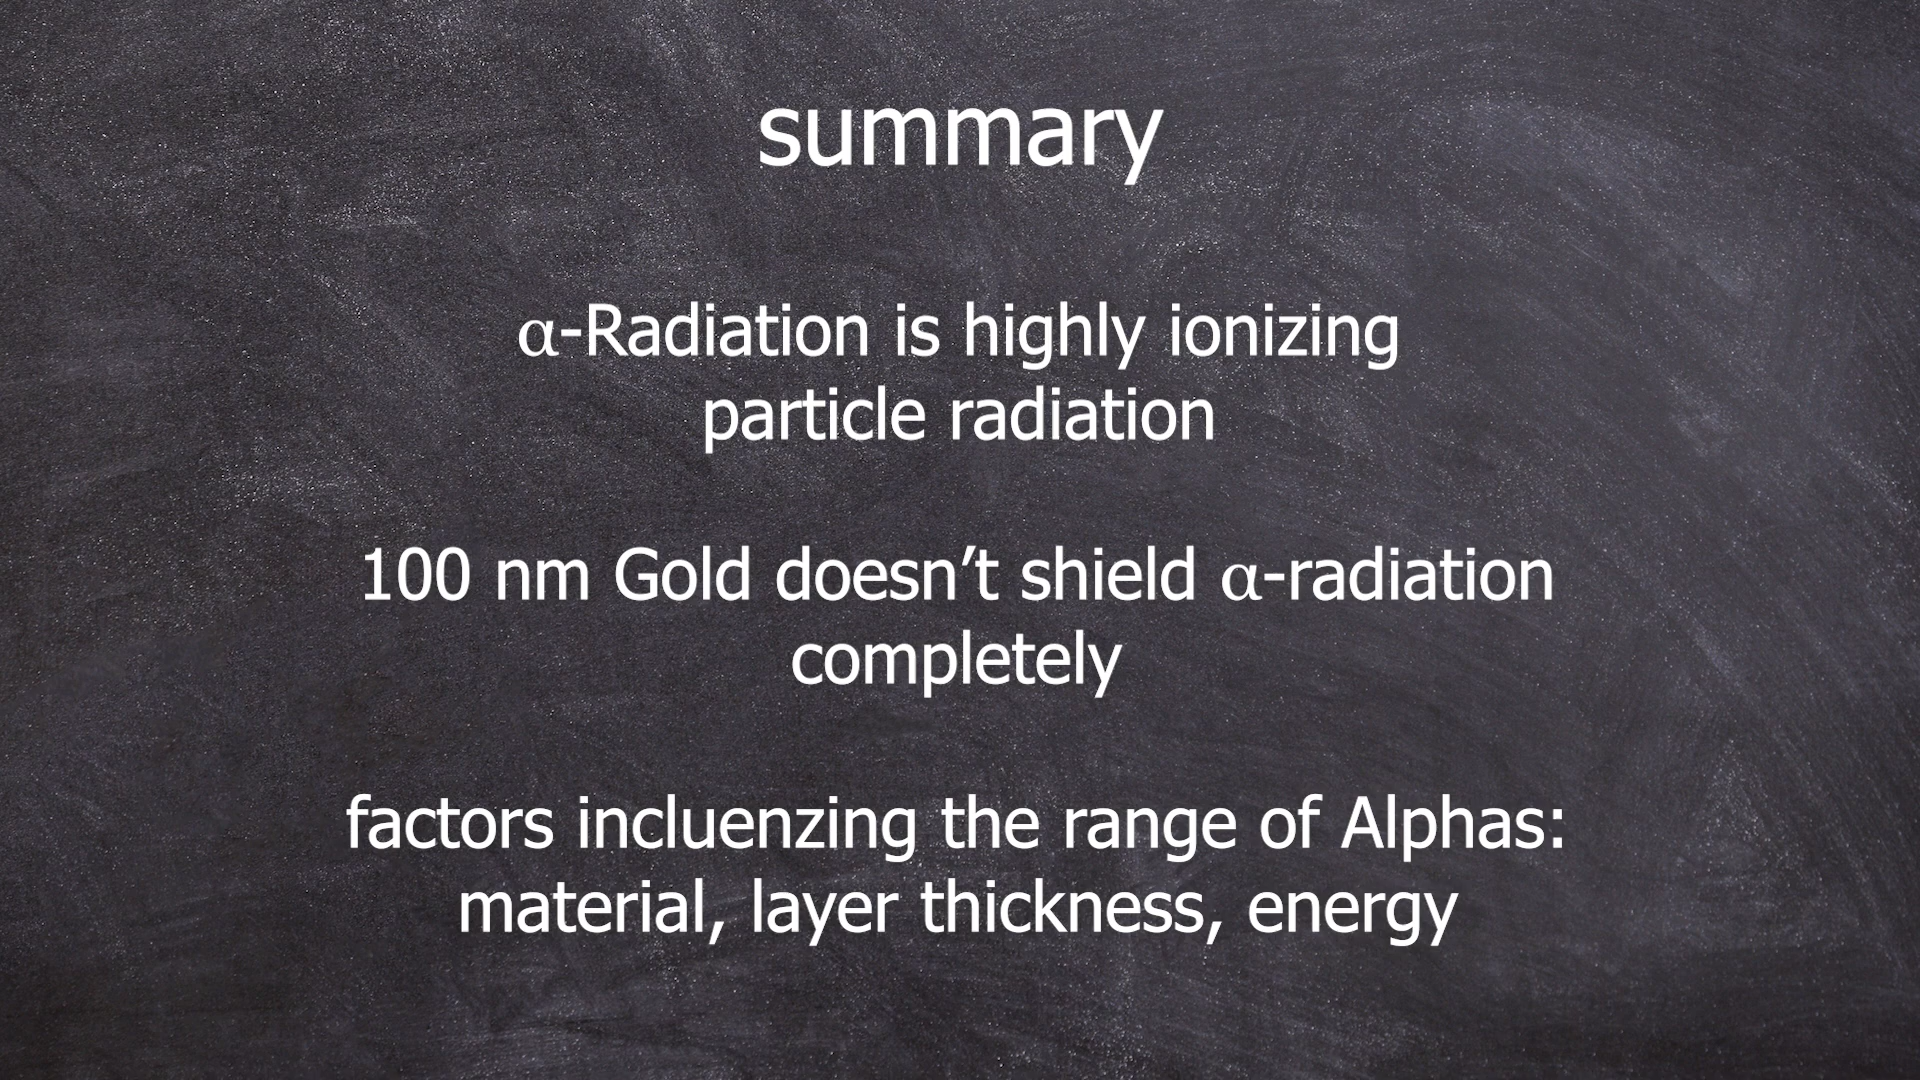 summary
α-Radiation is highly ionizing
particle radiation
100 nm Gold doesn’t shield α-radiation
completely
factors incluenzing the range of Alphas:
material, layer thickness, energy